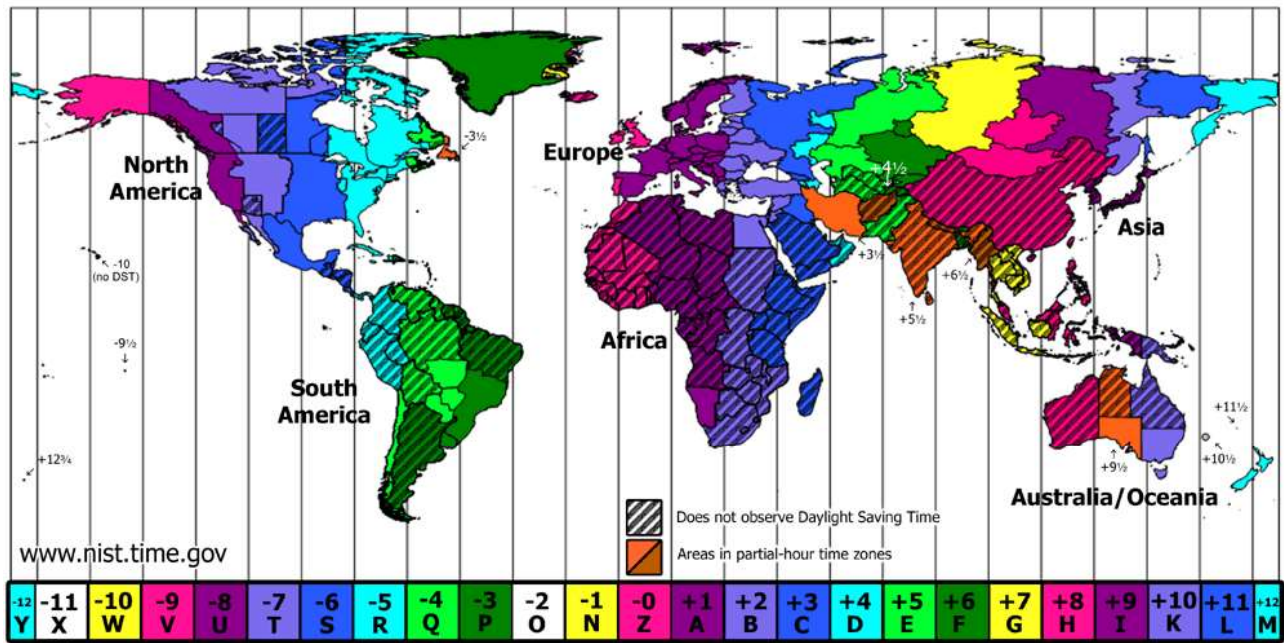 -3½
North
America
Europe
+4½
Asia
-10
(no DST)
+3½
+6½
+5½
Africa
-9½
South
America
+12¾
+11½
+10½
+9½
Australia/Oceania
Does not observe Daylight Saving Time
Areas in partial-hour time zones
www.nist.time.gov
-12 -11 -10 -9 -8 -7 -6 -5 -4 -3 -2 -1 -0 +1 +2 +3 +4 +5 +6 +7 +8 +9 +10 +11 +12
Y X W V U T S R Q P O N Z A B C D E F G H I K L M